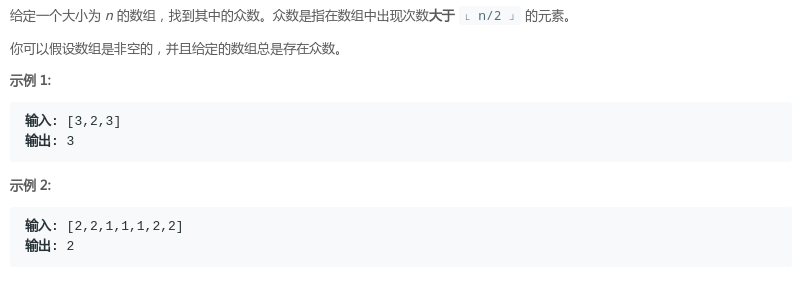 给定一个大小为 n 的数组，找到其中的众数。众数是指在数组中出现次数大于 ⌊ n/2 ⌋ 的元素。
你可以假设数组是非空的，并且给定的数组总是存在众数。
示例 1:
输入: [3,2,3]
输出: 3
示例 2:
输入: [2,2,1,1,1,2,2]
输出: 2